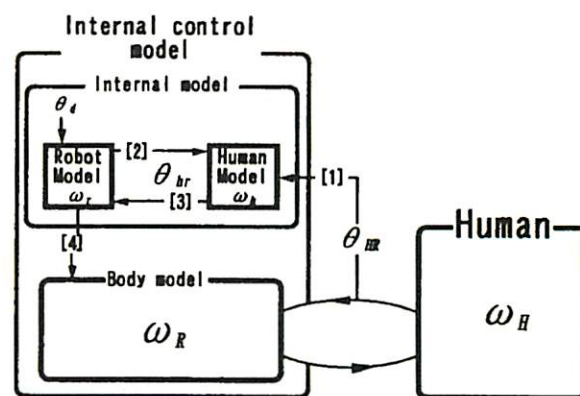 Internal control
model
Internal model
θd
[2]
Robot
Model
ωr
θhr
Human
Model
ωh
[1]
[3]
[4]
θHR
Human
Body model
ωR
ωH